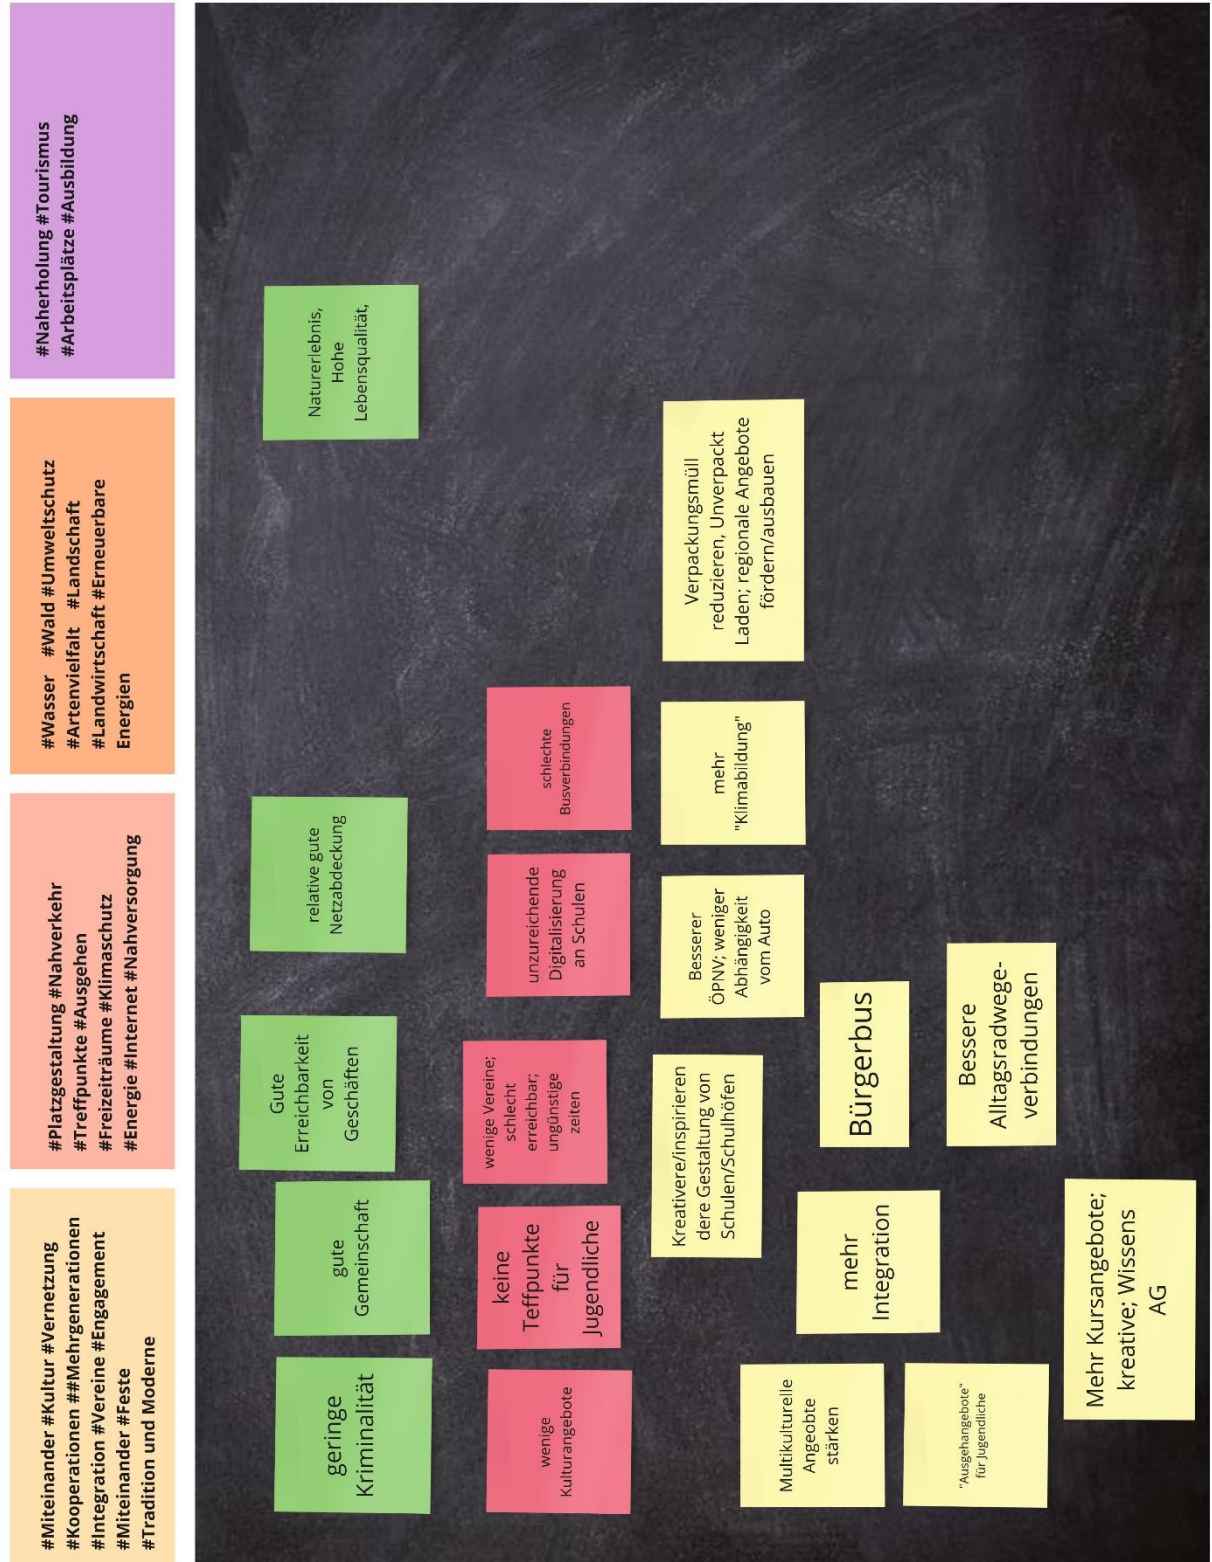 #Miteinander #Kultur #Vernetzung
#Kooperationen ##Mehrgenerationen
#Integration #Vereine #Engagement
#Miteinander #Feste
#Tradition und Moderne
#Platzgestaltung #Nahverkehr
#Treffpunkte #Ausgehen
#Freizeiträume #Klimaschutz
#Energie #Internet #Nahversorgung
#Wasser #Wald #Umweltschutz
#Artenvielfalt #Landschaft
#Landwirtschaft #Erneuerbare
Energien
#Naherholung #Tourismus
#Arbeitsplätze #Ausbildung
geringe
Kriminalität
gute
Gemeinschaft
Gute
Erreichbarkeit
von
Geschäften
relative gute
Netzabdeckung
Naturerlebnis,
Hohe
Lebensqualität,
wenige
Kulturangebote
keine
Teffpunkte
für
Jugendliche
wenige Vereine;
schlecht
erreichbar;
ungünstige
zeiten
unzureichende
Digitalisierung
an Schulen
schlechte
Busverbindungen
Kreativere/inspirieren
dere Gestaltung von
Schulen/Schulhöfen
Besserer
ÖPNV; weniger
Abhängigkeit
vom Auto
mehr
"Klimabildung"
Verpackungsmüll
reduzieren, Unverpackt
Laden; regionale Angebote
fördern/ausbauen
Multikulturelle
Angeobte
stärken
mehr
Integration
Bürgerbus
"Ausgehangebote"
für Jugendliche
Bessere
Alltagsradwege-
verbindungen
Mehr Kursangebote;
kreative; Wissens
AG